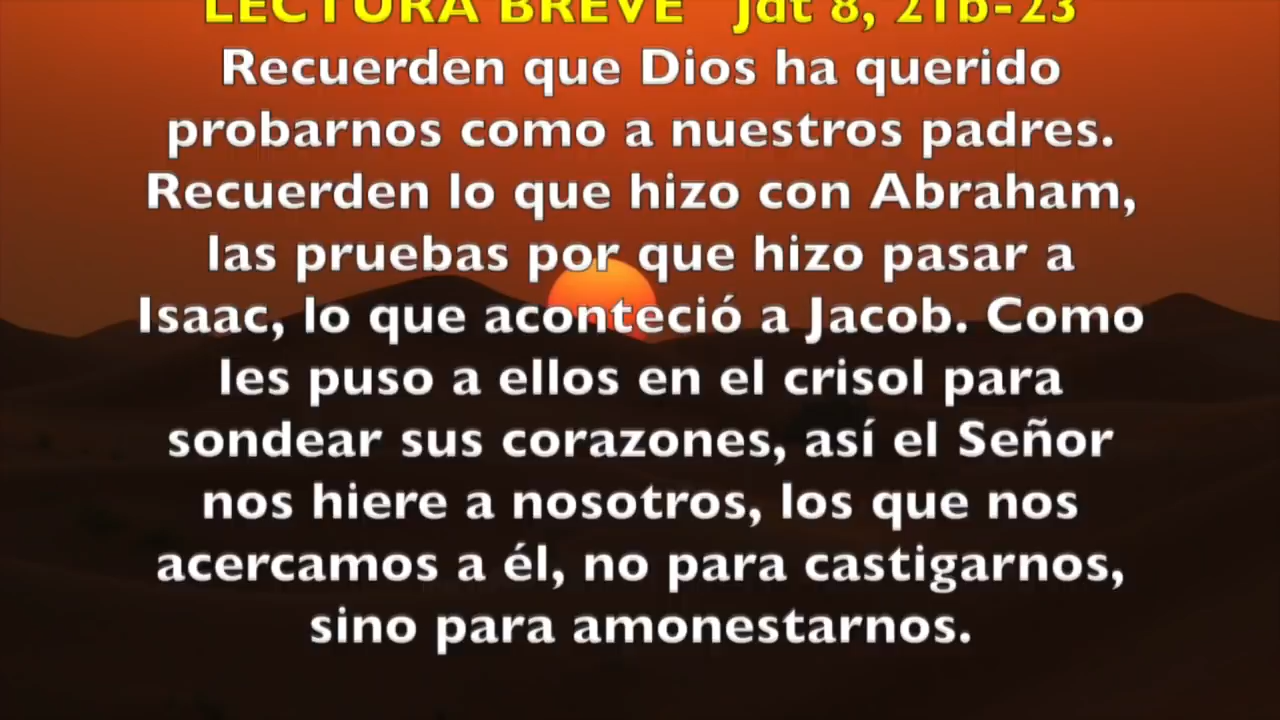 LECTURA BREVE Jdt 8, 21b-23
Recuerden que Dios ha querido
probarnos como a nuestros padres.
Recuerden lo que hizo con Abraham,
las pruebas por que hizo pasar a
Isaac, lo que aconteció a Jacob. Como
les puso a ellos en el crisol para
sondear sus corazones, así el Señor
nos hiere a nosotros, los que nos
acercamos a él, no para castigarnos,
sino para amonestarnos.